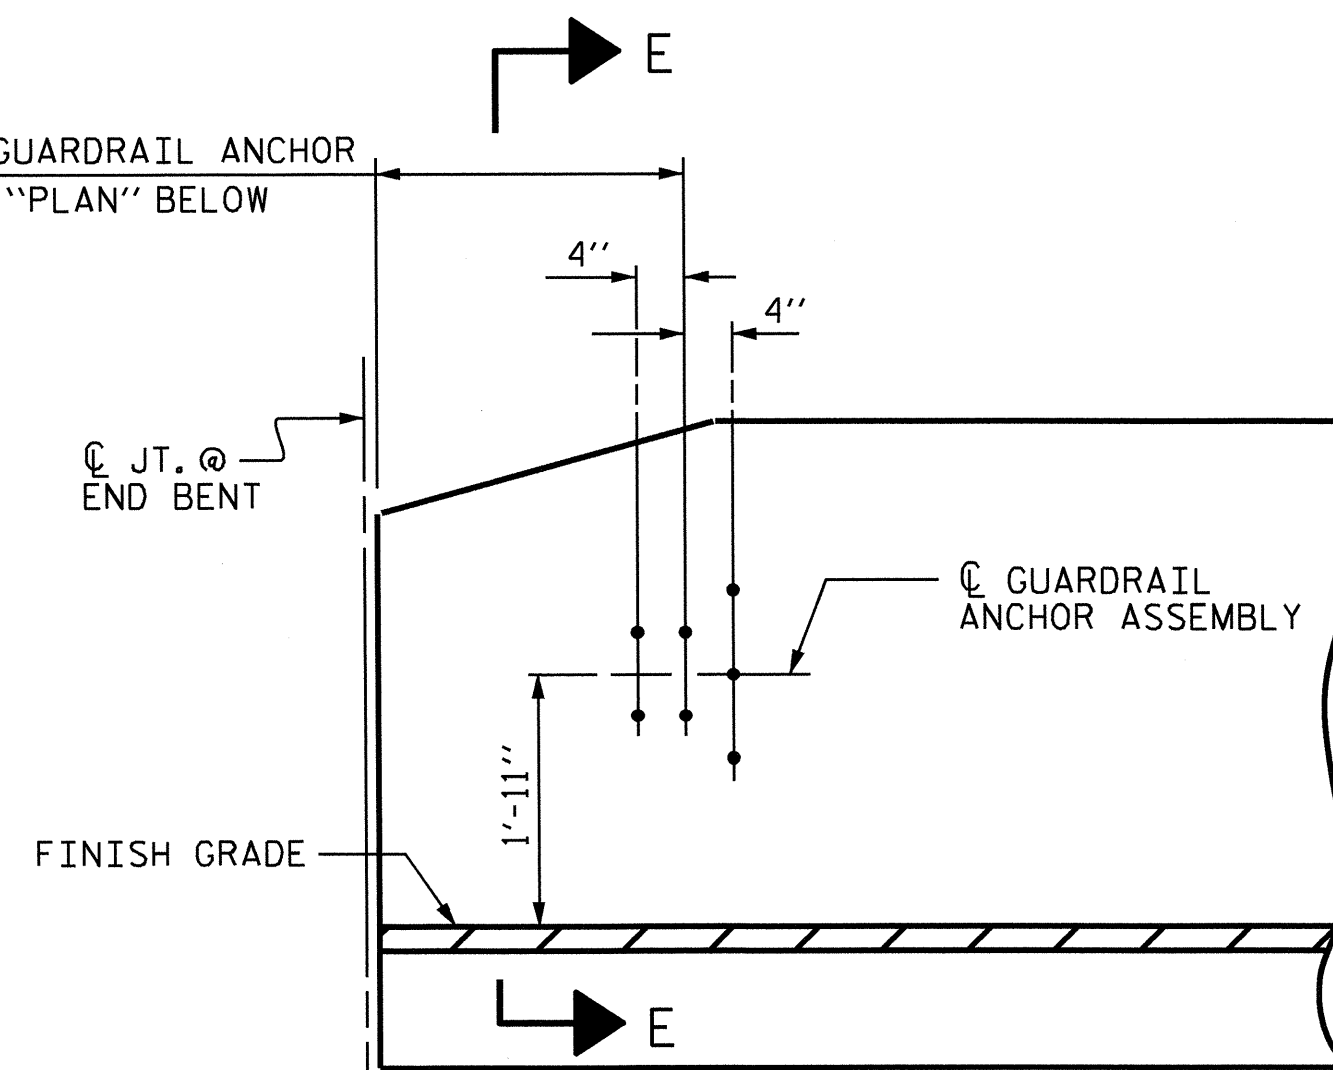 E
GUARDRAIL ANCHOR
"PLAN" BELOW
4"
4"
℄ JT. @
END BENT
℄ GUARDRAIL
ANCHOR ASSEMBLY
1'-11"
FINISH GRADE
E